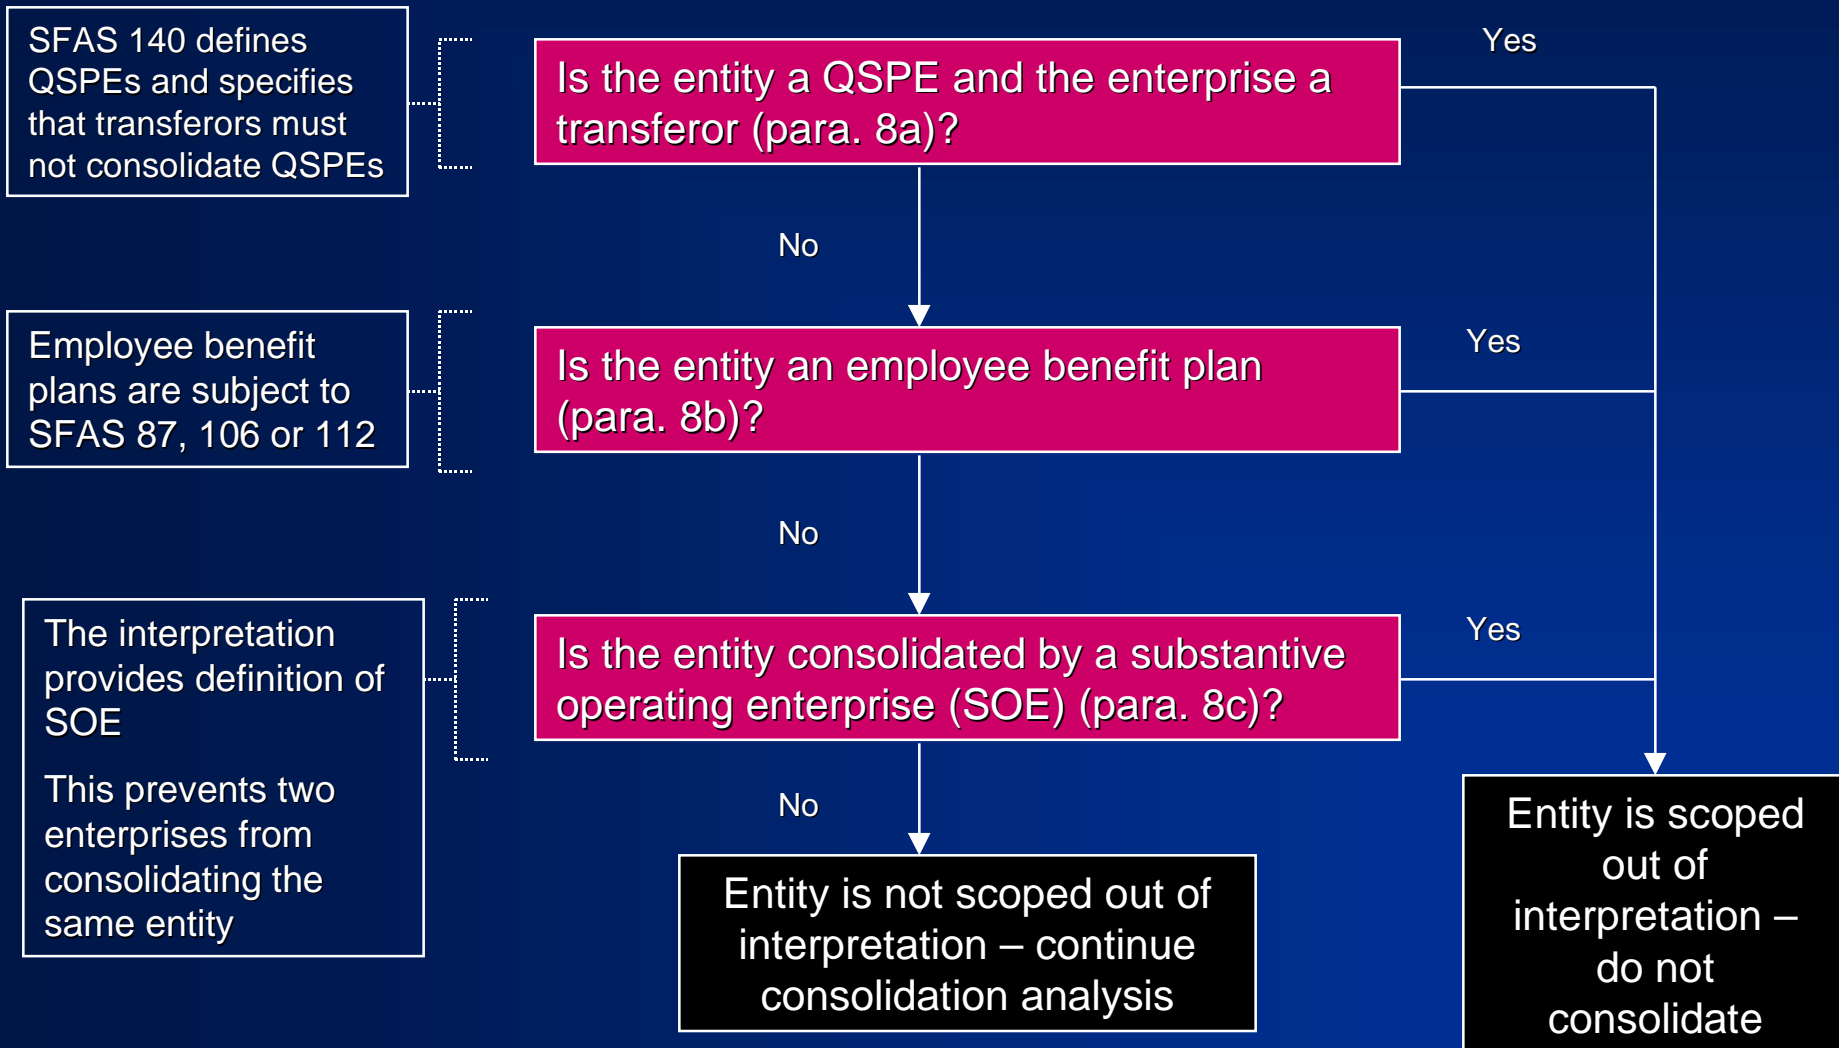 SFAS 140 defines
QSPEs and specifies
that transferors must
not consolidate QSPEs
Is the entity a QSPE and the enterprise a
transferor (para. 8a)?
Yes
No
Employee benefit
plans are subject to
SFAS 87, 106 or 112
Is the entity an employee benefit plan
(para. 8b)?
Yes
No
The interpretation
provides definition of
SOE
This prevents two
enterprises from
consolidating the
same entity
Is the entity consolidated by a substantive
operating enterprise (SOE) (para. 8c)?
Yes
No
Entity is not scoped out of
interpretation – continue
consolidation analysis
Entity is scoped
out of
interpretation –
do not
consolidate